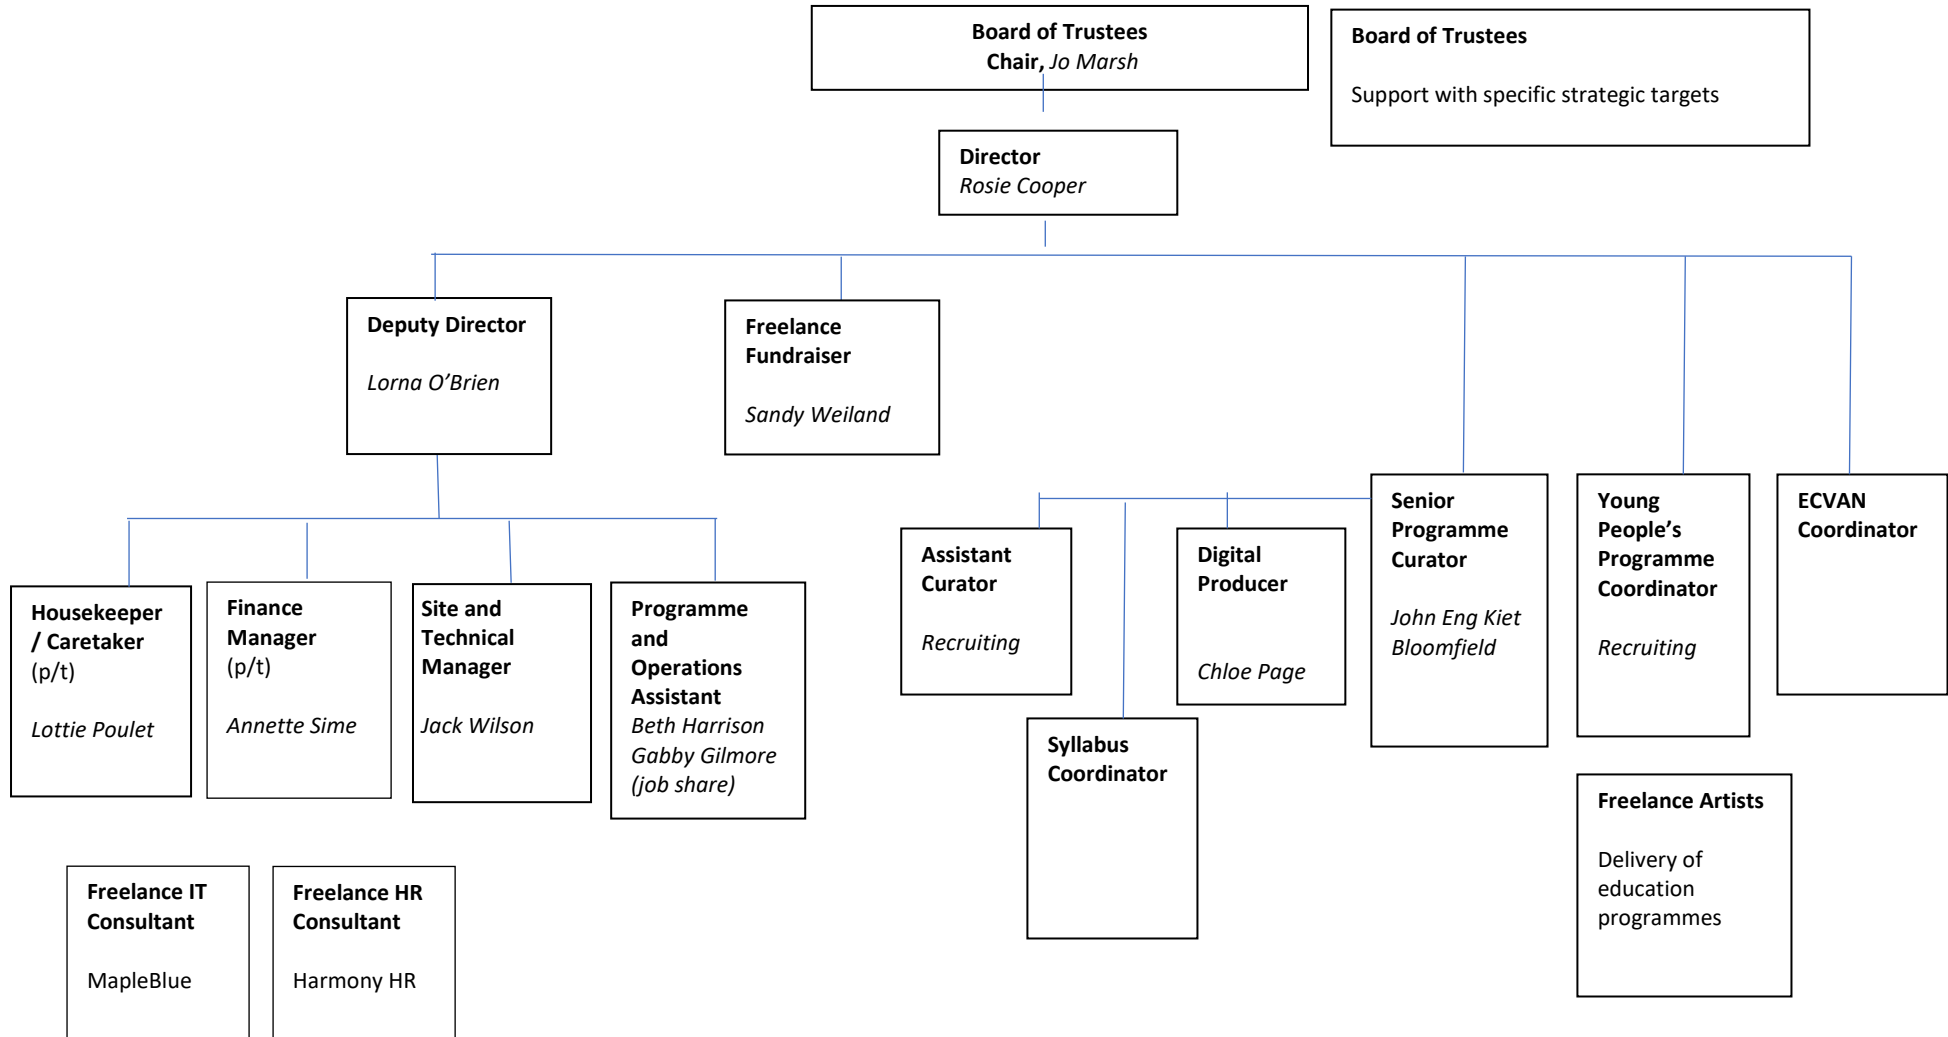 Board of Trustees
Chair, Jo Marsh
Board of Trustees
Support with specific strategic targets
Director
Rosie Cooper
Deputy Director
Lorna O’Brien
Freelance
Fundraiser
Sandy Weiland
Senior
Programme
Curator
John Eng Kiet
Bloomfield
Young
People’s
Programme
Coordinator
Recruiting
ECVAN
Coordinator
Assistant
Curator
Recruiting
Digital
Producer
Chloe Page
Syllabus
Coordinator
Housekeeper
/ Caretaker
(p/t)
Lottie Poulet
Finance
Manager
(p/t)
Annette Sime
Site and
Technical
Manager
Jack Wilson
Programme
and
Operations
Assistant
Beth Harrison
Gabby Gilmore
(job share)
Freelance Artists
Delivery of
education
programmes
Freelance IT
Consultant
MapleBlue
Freelance HR
Consultant
Harmony HR